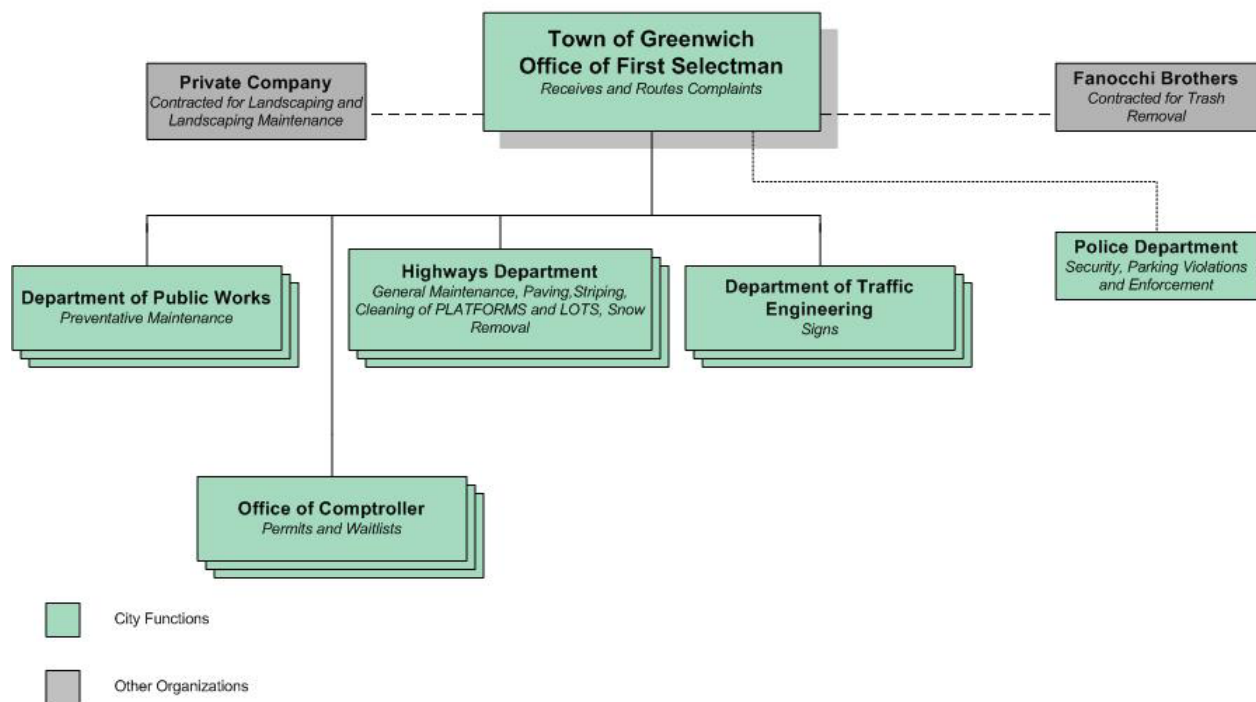 Town of Greenwich
Office of First Selectman
Receives and Routes Complaints
Private Company
Contracted for Landscaping and
Landscaping Maintenance
Fanocchi Brothers
Contracted for Trash
Removal
Police Department
Security, Parking Violations
and Enforcement
Department of Public Works
Preventative Maintenance
Highways Department
General Maintenance, Paving,Striping,
Cleaning of PLATFORMS and LOTS, Snow
Removal
Department of Traffic
Engineering
Signs
Office of Comptroller
Permits and Waitlists
City Functions
Other Organizations